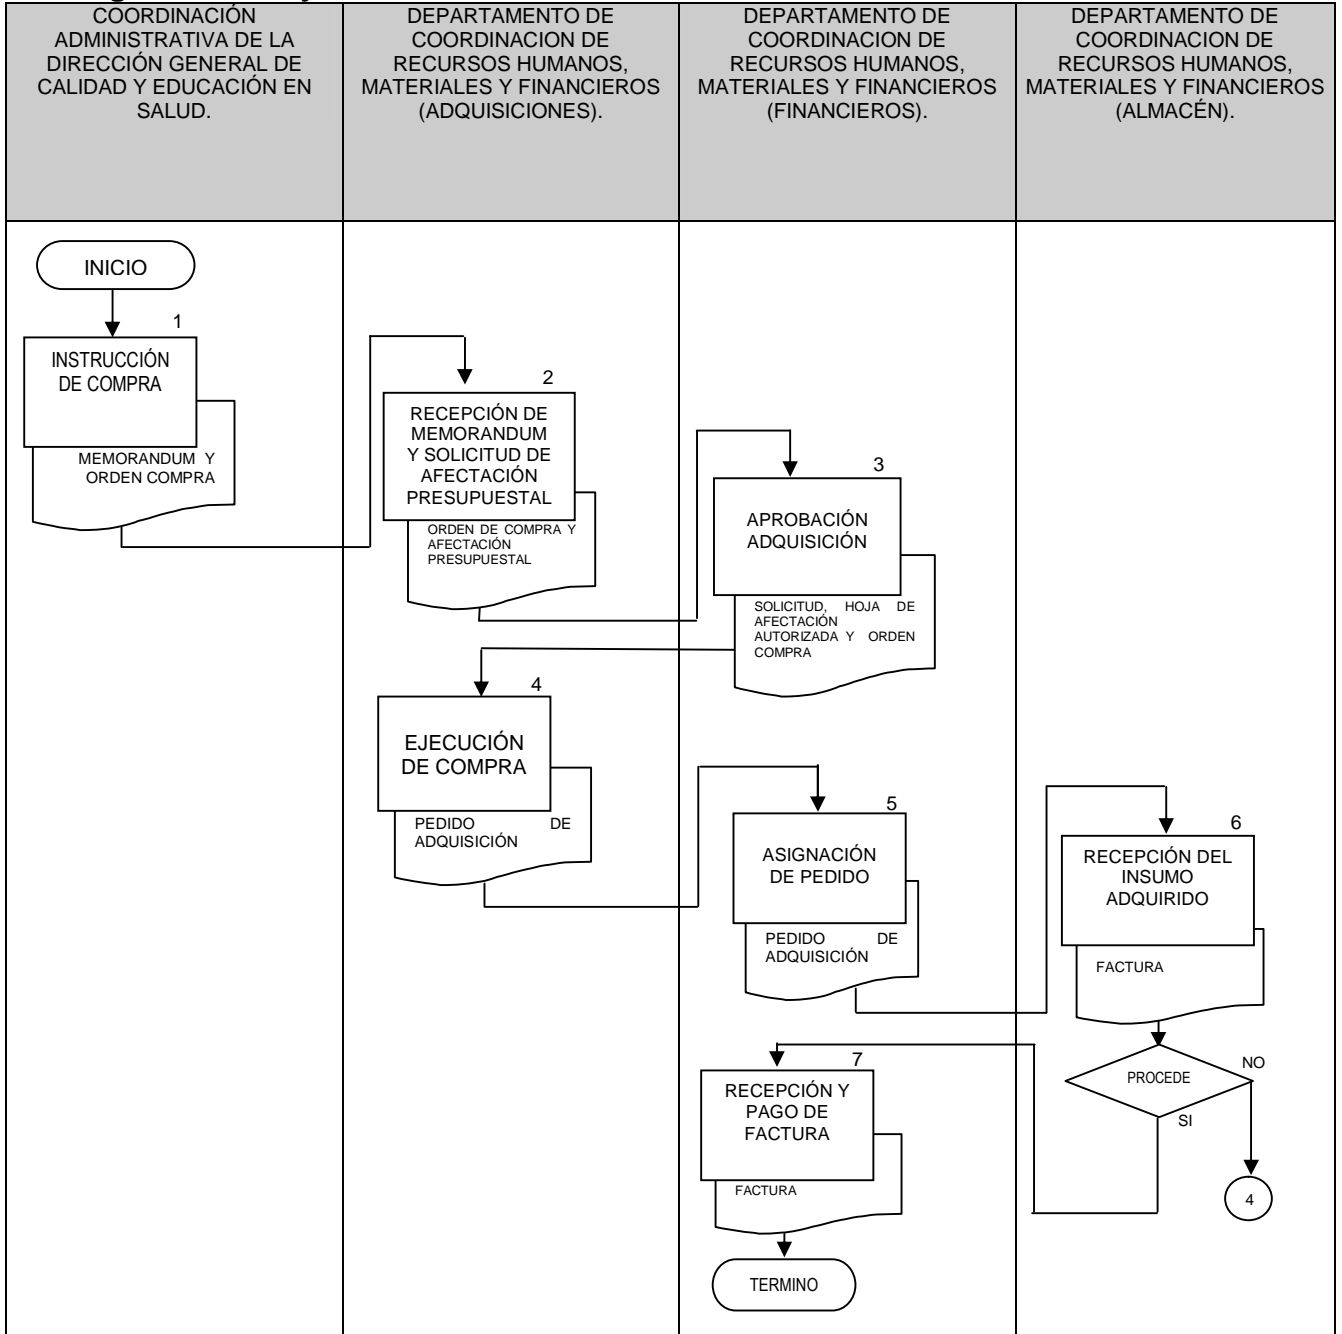 COORDINACIÓN
ADMINISTRATIVA DE LA
DIRECCIÓN GENERAL DE
CALIDAD Y EDUCACIÓN EN
SALUD.
DEPARTAMENTO DE
COORDINACION DE
RECURSOS HUMANOS,
MATERIALES Y FINANCIEROS
(ADQUISICIONES).
DEPARTAMENTO DE
COORDINACION DE
RECURSOS HUMANOS,
MATERIALES Y FINANCIEROS
(FINANCIEROS).
DEPARTAMENTO DE
COORDINACION DE
RECURSOS HUMANOS,
MATERIALES Y FINANCIEROS
(ALMACÉN).
INICIO
1
INSTRUCCIÓN
DE COMPRA
MEMORANDUM Y
ORDEN COMPRA
2
RECEPCIÓN DE
MEMORANDUM
Y SOLICITUD DE
AFECTACIÓN
PRESUPUESTAL
ORDEN DE COMPRA Y
AFECTACIÓN
PRESUPUESTAL
3
APROBACIÓN
ADQUISICIÓN
SOLICITUD, HOJA DE
AFECTACIÓN
AUTORIZADA Y ORDEN
COMPRA
4
EJECUCIÓN
DE COMPRA
PEDIDO DE
ADQUISICIÓN
5
ASIGNACIÓN
DE PEDIDO
PEDIDO DE
ADQUISICIÓN
6
RECEPCIÓN DEL
INSUMO
ADQUIRIDO
FACTURA
PROCEDE
NO
SI
4
7
RECEPCIÓN Y
PAGO DE
FACTURA
FACTURA
TERMINO